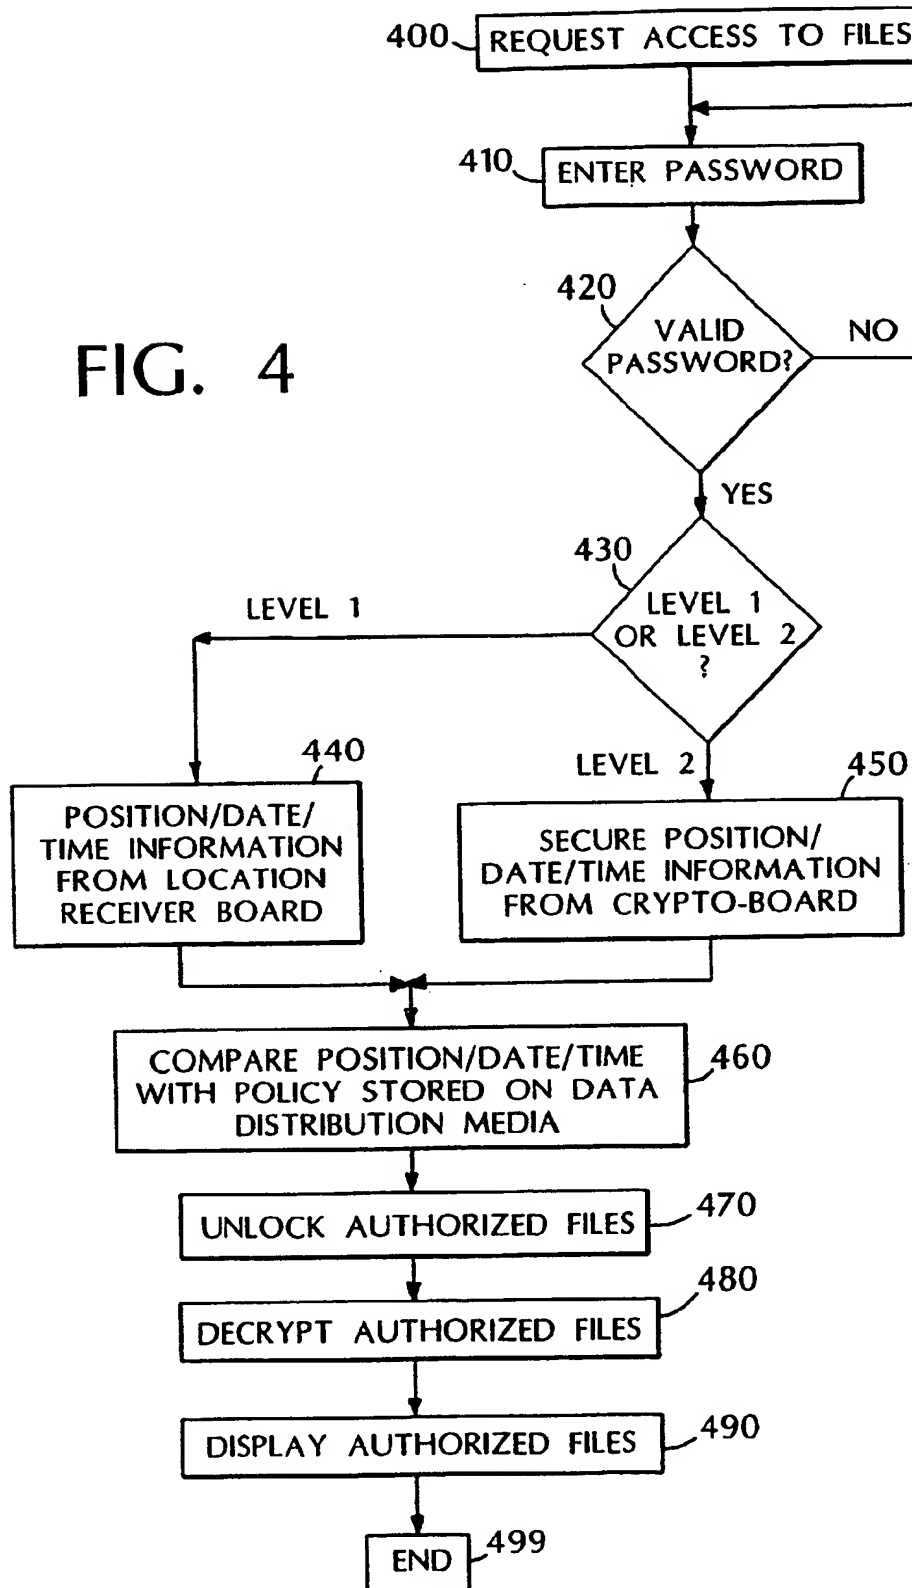 400
REQUEST ACCESS TO FILES
410
ENTER PASSWORD
420
VALID
PASSWORD?
NO
FIG. 4
YES
430
LEVEL 1
OR LEVEL 2
?
LEVEL 1
LEVEL 2
440
POSITION/DATE/
TIME INFORMATION
FROM LOCATION
RECEIVER BOARD
450
SECURE POSITION/
DATE/TIME INFORMATION
FROM CRYPTO-BOARD
COMPARE POSITION/DATE/TIME
WITH POLICY STORED ON DATA
DISTRIBUTION MEDIA
460
UNLOCK AUTHORIZED FILES
470
DECRYPT AUTHORIZED FILES
480
DISPLAY AUTHORIZED FILES
490
END
499